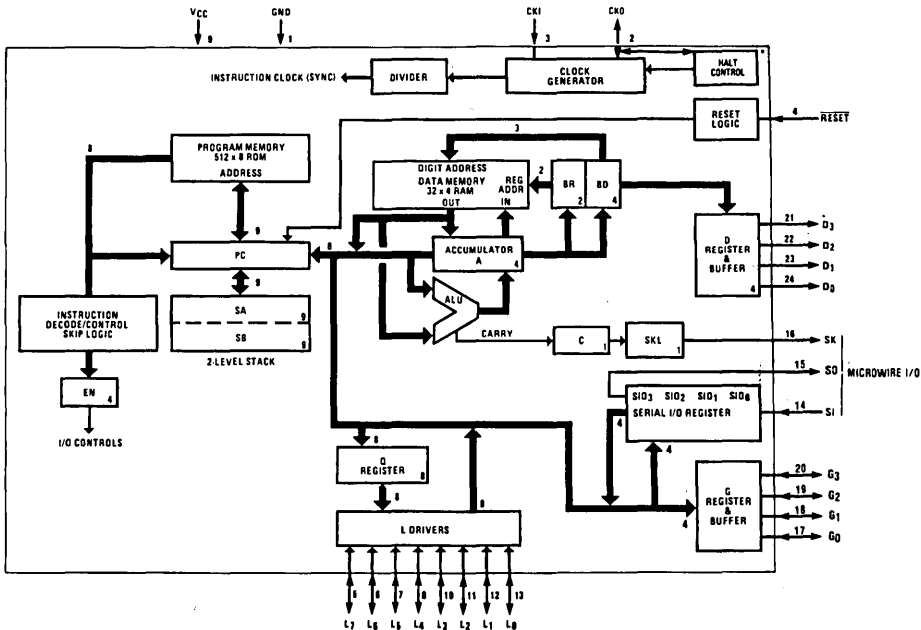 VCC GND CKI CKO
9 1 3 2
INSTRUCTION CLOCK (SYNC)
DIVIDER
CLOCK
GENERATOR
HALT
CONTROL
RESET
LOGIC
4
RESET
8
PROGRAM MEMORY
512 x 8 ROM
ADDRESS
9
3
DIGIT ADDRESS
DATA MEMORY
32 x 4 RAM
OUT
REG
ADDR
IN
2
BR
2
BD
4
PC
8
9
ACCUMULATOR
A
4
D
REGISTER
&
BUFFER
4
21 D3
22 D2
23 D1
24 D0
SA
9
SB
9
2-LEVEL STACK
INSTRUCTION
DECODE/CONTROL
SKIP LOGIC
EN
4
I/O CONTROLS
ALU
CARRY
C
1
SKL
1
16 SK
15 SO
14 SI
MICROWIRE I/O
SIO3 SIO2 SIO1 SIO0
SERIAL I/O REGISTER
4
4
8
Q
REGISTER
8
8
8
L DRIVERS
G
REGISTER
&
BUFFER
4
20 G3
19 G2
18 G1
17 G0
5 6 7 8 10 11 12 13
L7 L6 L5 L4 L3 L2 L1 L0